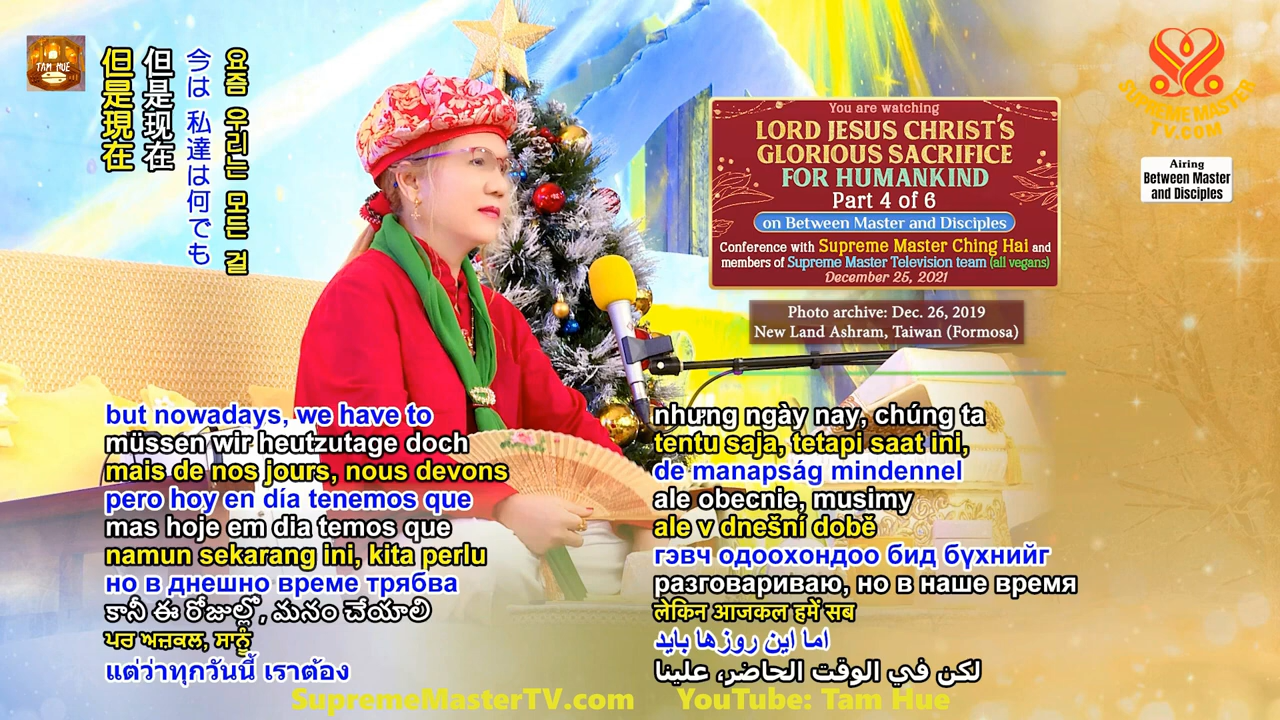 TAM HUE
但是現在
但是现在
今は 私達は何でも
요즘 우리는 모든 걸
You are watching
LORD JESUS CHRIST'S
GLORIOUS SACRIFICE
FOR HUMANKIND
Part 4 of 6
on Between Master and Disciples
Conference with Supreme Master Ching Hai and
members of Supreme Master Television team (all vegans)
December 25, 2021
Photo archive: Dec. 26, 2019
New Land Ashram, Taiwan (Formosa)
SUPREME MASTER
TV.COM
Airing
Between Master
and Disciples
but nowadays, we have to
müssen wir heutzutage doch
mais de nos jours, nous devons
pero hoy en día tenemos que
mas hoje em dia temos que
namun sekarang ini, kita perlu
но в днешно време трябва
కానీ ఈ రోజుల్లో, మనం చేయాలి
ਪਰ ਅਜ਼ਕਲ, ਸਾਨੂੰ
แต่ว่าทุกวันนี้ เราต้อง
nhưng ngày nay, chúng ta
tentu saja, tetapi saat ini,
de manapság mindennel
ale obecnie, musimy
ale v dnešní době
гэвч одоохондоо бид бүхнийг
разговариваю, но в наше время
लेकिन आजकल हमें सब
اما این روزها باید
لكن في الوقت الحاضر، علينا
SupremeMasterTV.com
YouTube: Tam Hue